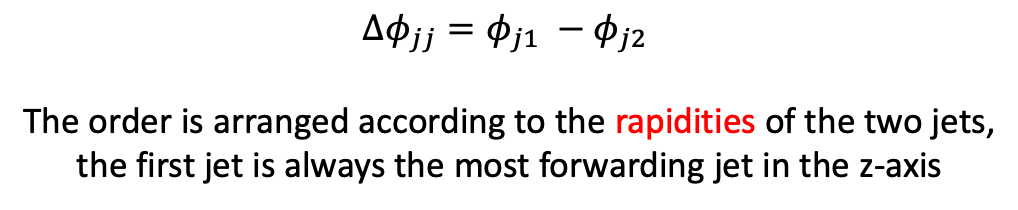 Δϕjj = ϕj1 − ϕj2
The order is arranged according to the rapidities of the two jets,
the first jet is always the most forwarding jet in the z-axis